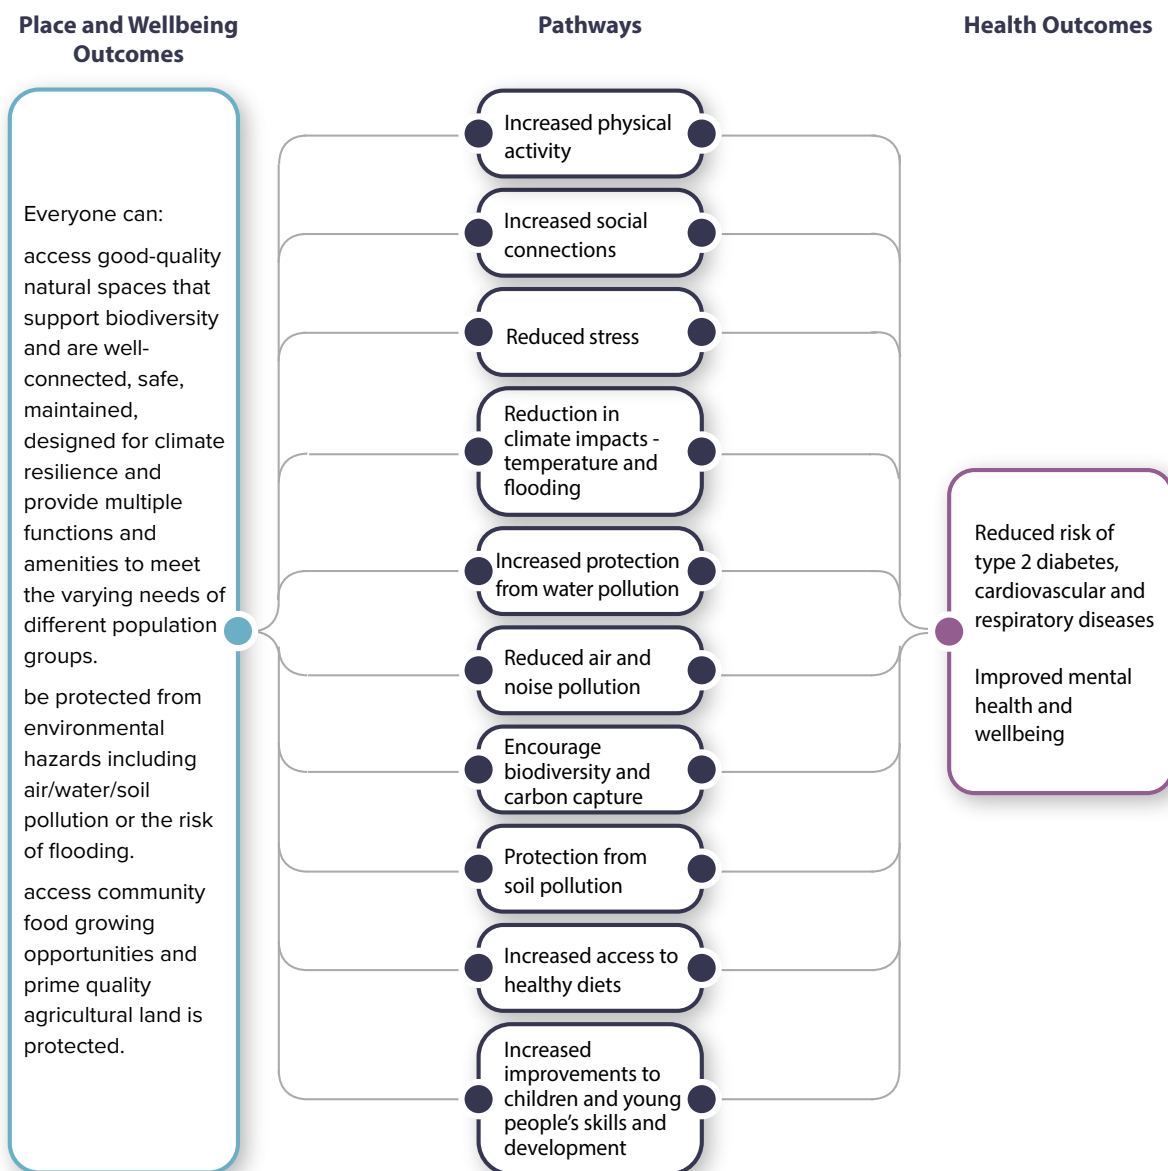 Place and Wellbeing
Outcomes
Pathways
Health Outcomes
Everyone can:
access good-quality
natural spaces that
support biodiversity
and are well-
connected, safe,
maintained,
designed for climate
resilience and
provide multiple
functions and
amenities to meet
the varying needs of
different population
groups.
be protected from
environmental
hazards including
air/water/soil
pollution or the risk
of flooding.
access community
food growing
opportunities and
prime quality
agricultural land is
protected.
Increased physical
activity
Increased social
connections
Reduced stress
Reduction in
climate impacts -
temperature and
flooding
Increased protection
from water pollution
Reduced air and
noise pollution
Encourage
biodiversity and
carbon capture
Protection from
soil pollution
Increased access to
healthy diets
Increased
improvements to
children and young
people’s skills and
development
Reduced risk of
type 2 diabetes,
cardiovascular and
respiratory diseases
Improved mental
health and
wellbeing